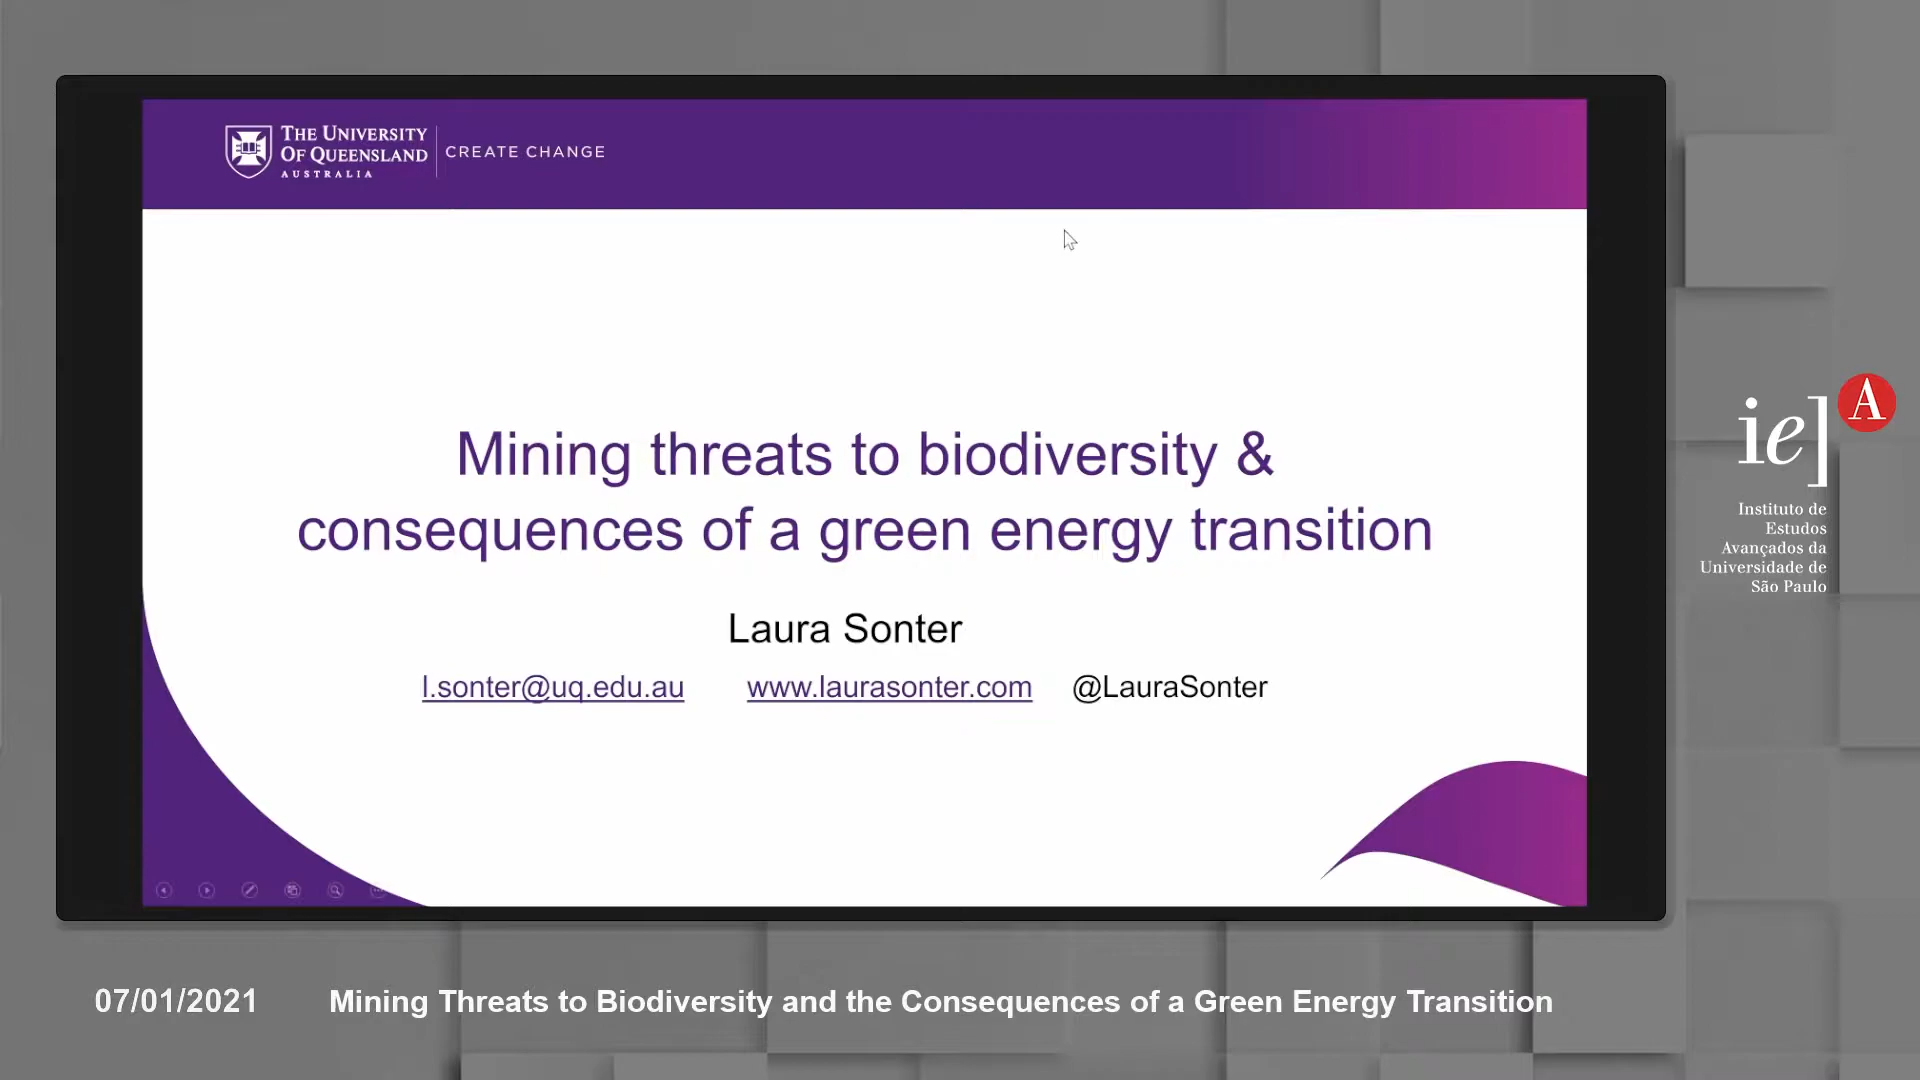 THE UNIVERSITY
OF QUEENSLAND
AUSTRALIA
CREATE CHANGE
Mining threats to biodiversity &
consequences of a green energy transition
Laura Sonter
l.sonter@uq.edu.au www.laurasonter.com @LauraSonter
ie]A
Instituto de
Estudos
Avançados da
Universidade de
São Paulo
07/01/2021 Mining Threats to Biodiversity and the Consequences of a Green Energy Transition